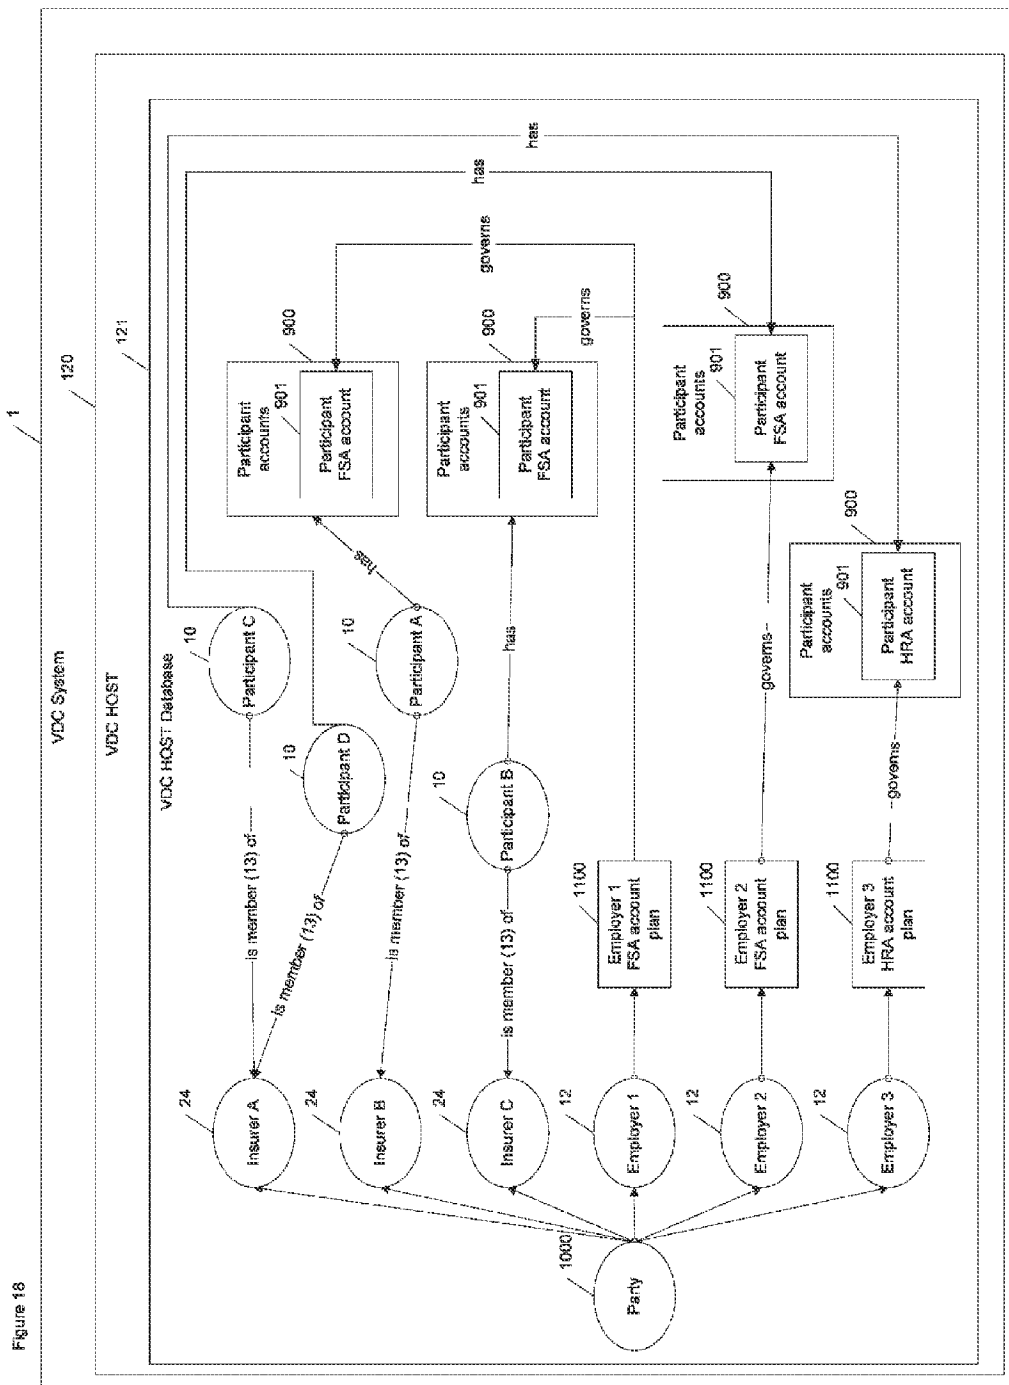 Figure 18
1
VDC System
120
VDC HOST
121
VDC HOST Database
Party
1000
Insurer A
24
Insurer B
24
Insurer C
24
Employer 1
12
Employer 2
12
Employer 3
12
is member (13) of
is member (13) of
is member (13) of
is member (13) of
Participant C
10
Participant D
10
Participant A
10
Participant B
10
Employer 1
FSA account
plan
1100
Employer 2
FSA account
plan
1100
Employer 3
HRA account
plan
1100
has
has
governs
governs
Participant
accounts
901
Participant
FSA account
900
Participant
accounts
901
Participant
FSA account
900
Participant
accounts
901
Participant
FSA account
900
Participant
accounts
901
Participant
HRA account
900
governs
governs
has
has